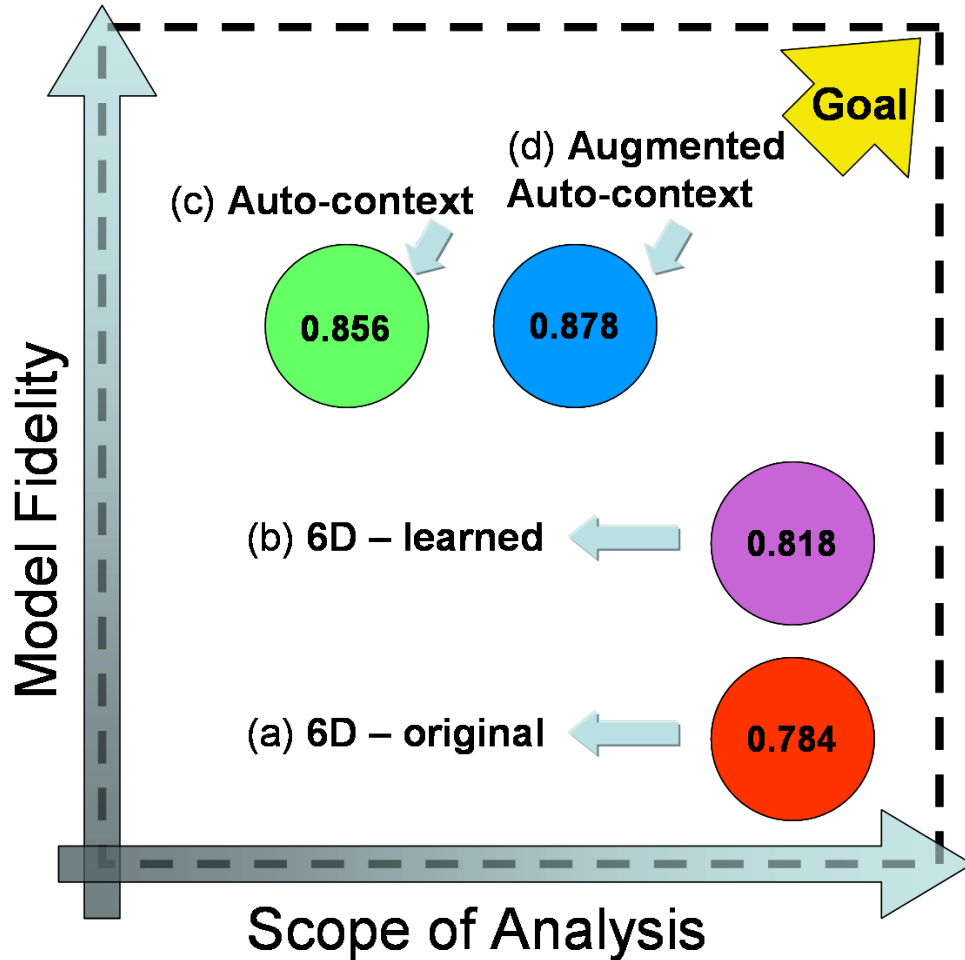 Goal
(d) Augmented
Auto-context
(c) Auto-context
0.856
0.878
Model Fidelity
(b) 6D – learned
0.818
(a) 6D – original
0.784
Scope of Analysis